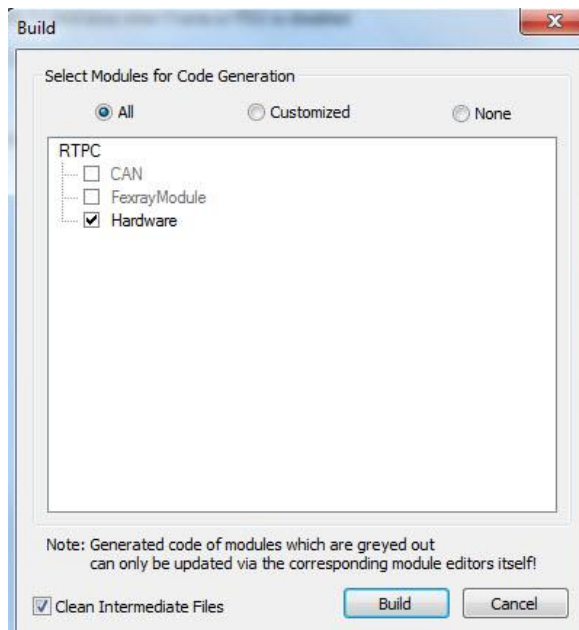 Build
Select Modules for Code Generation
All Customized None
RTPC
CAN
FexrayModule
Hardware
Note: Generated code of modules which are greyed out
can only be updated via the corresponding module editors itself!
Clean Intermediate Files Build Cancel